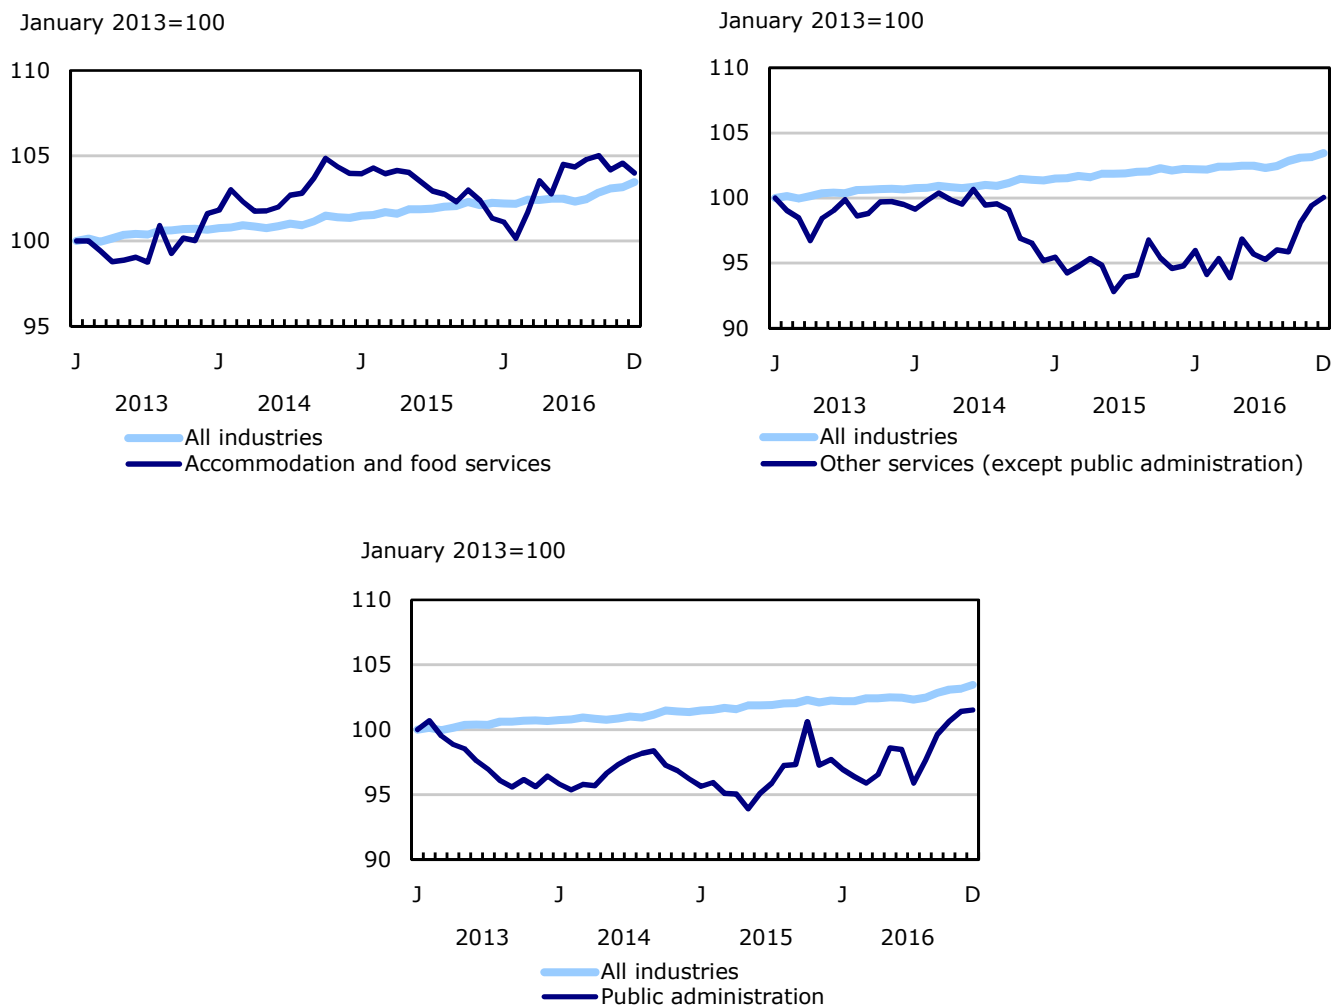 January 2013=100
110
105
100
95
J J J J D
2013 2014 2015 2016
All industries
Accommodation and food services
January 2013=100
110
105
100
95
90
J J J J D
2013 2014 2015 2016
All industries
Other services (except public administration)
January 2013=100
110
105
100
95
90
J J J J D
2013 2014 2015 2016
All industries
Public administration